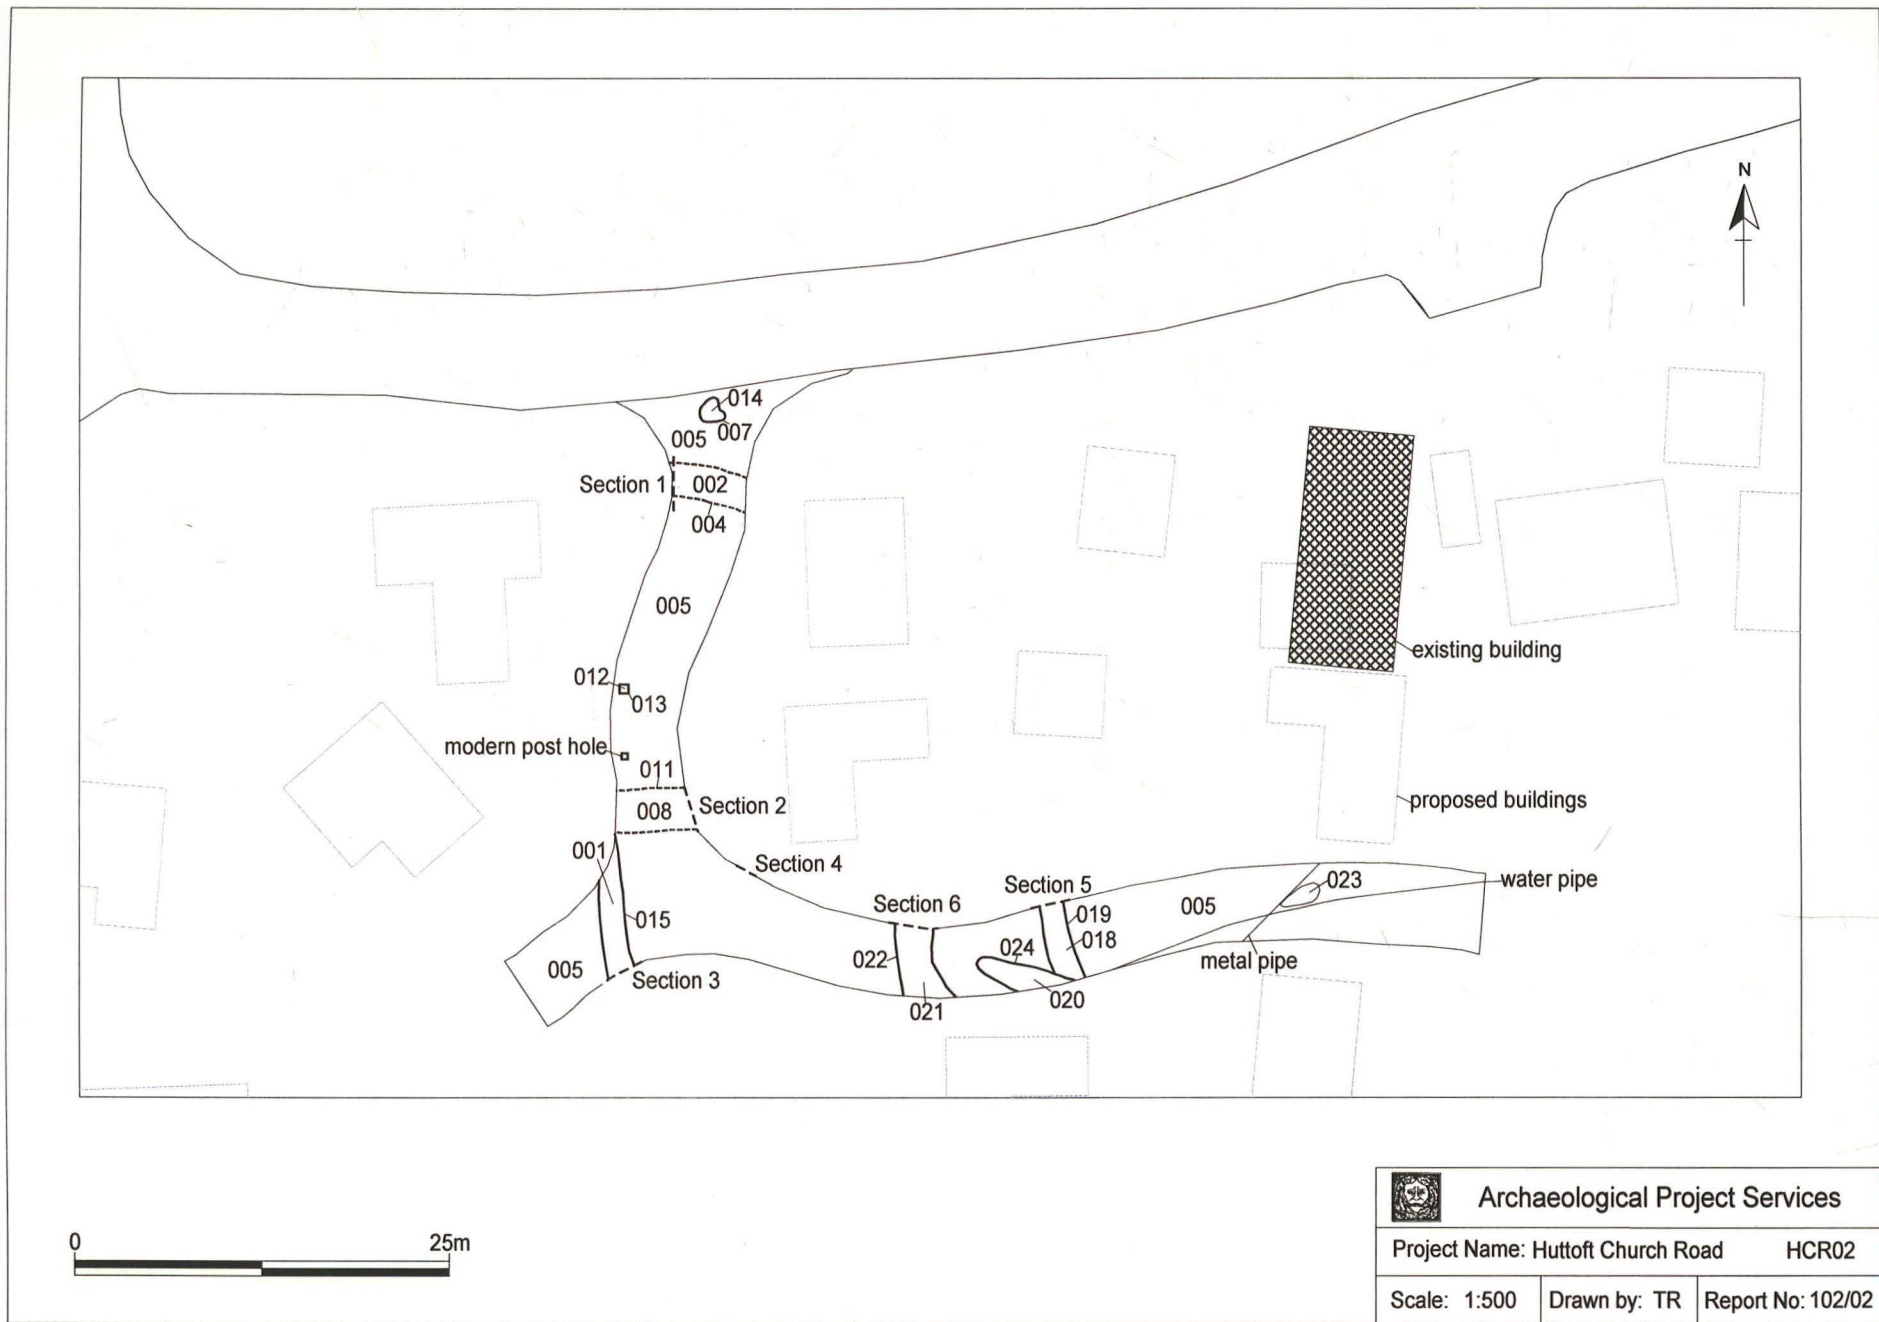 N
014
007
005
Section 1
002
004
005
existing building
012
013
modern post hole
011
Section 2
008
proposed buildings
001
Section 4
Section 5
023
water pipe
005
019
Section 6
015
018
024
022
005
metal pipe
Section 3
020
021
0 25m
Archaeological Project Services
Project Name: Huttoft Church Road HCR02
Scale: 1:500 Drawn by: TR Report No: 102/02